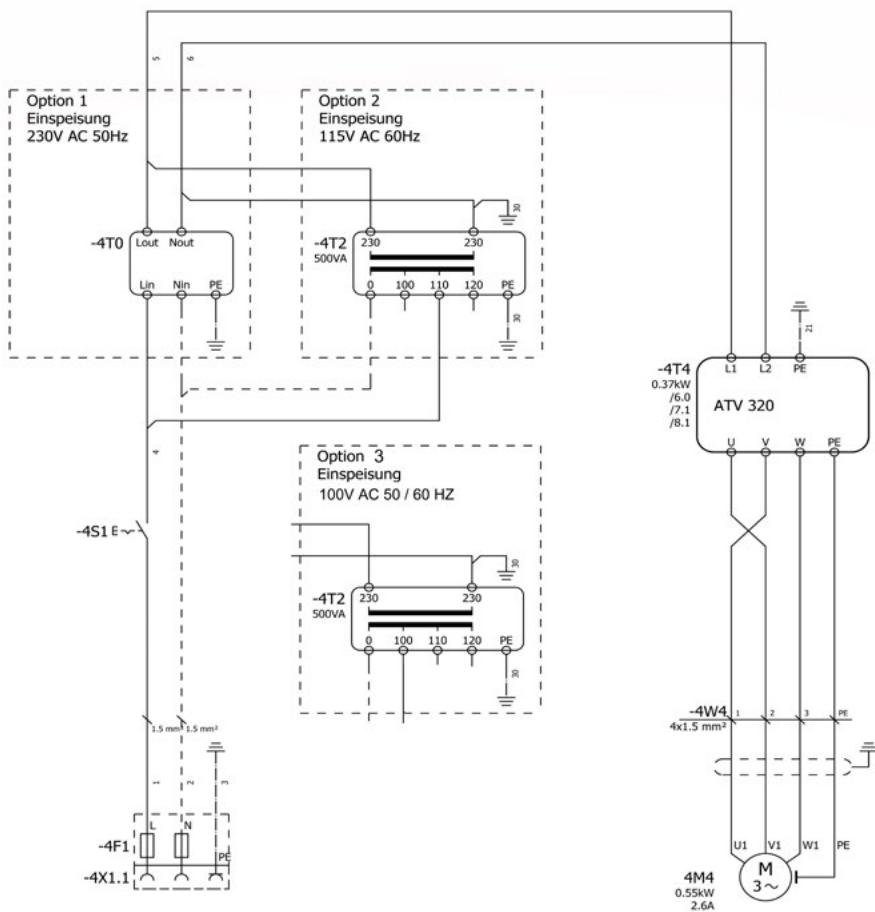 5
6
Option 1
Einspeisung
230V AC 50Hz
Option 2
Einspeisung
115V AC 60Hz
30
-4T0
Lout Nout
Lin Nin PE
-4T2
500VA
230 230
0 100 110 120 PE
30
21
-4T4
0.37kW
/6.0
/7.1
/8.1
L1 L2 PE
ATV 320
U V W PE
4
Option 3
Einspeisung
100V AC 50 / 60 HZ
-4S1 E
30
-4T2
500VA
230 230
0 100 110 120 PE
30
1.5 mm² 1.5 mm²
-4W4
4x1.5 mm²
1 2 3 PE
1 2 3
L N
-4F1
PE
-4X1.1
U1 V1 W1 PE
4M4
0.55kW
2.6A
M
3~